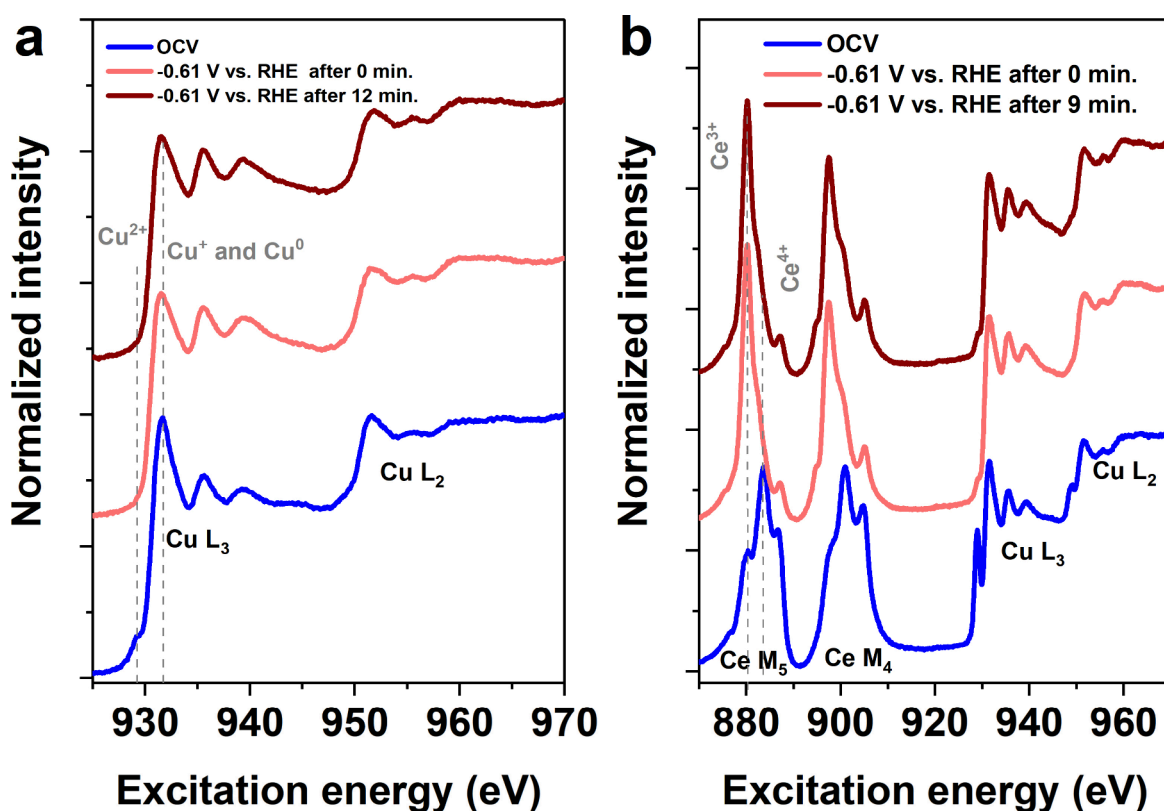 a
OCV
-0.61 V vs. RHE after 0 min.
-0.61 V vs. RHE after 12 min.
Cu²⁺
Cu⁺ and Cu⁰
Cu L₃
Cu L₂
Normalized intensity
930 940 950 960 970
Excitation energy (eV)
b
OCV
-0.61 V vs. RHE after 0 min.
-0.61 V vs. RHE after 9 min.
Ce³⁺
Ce⁴⁺
Ce M₅
Ce M₄
Cu L₃
Cu L₂
Normalized intensity
880 900 920 940 960
Excitation energy (eV)